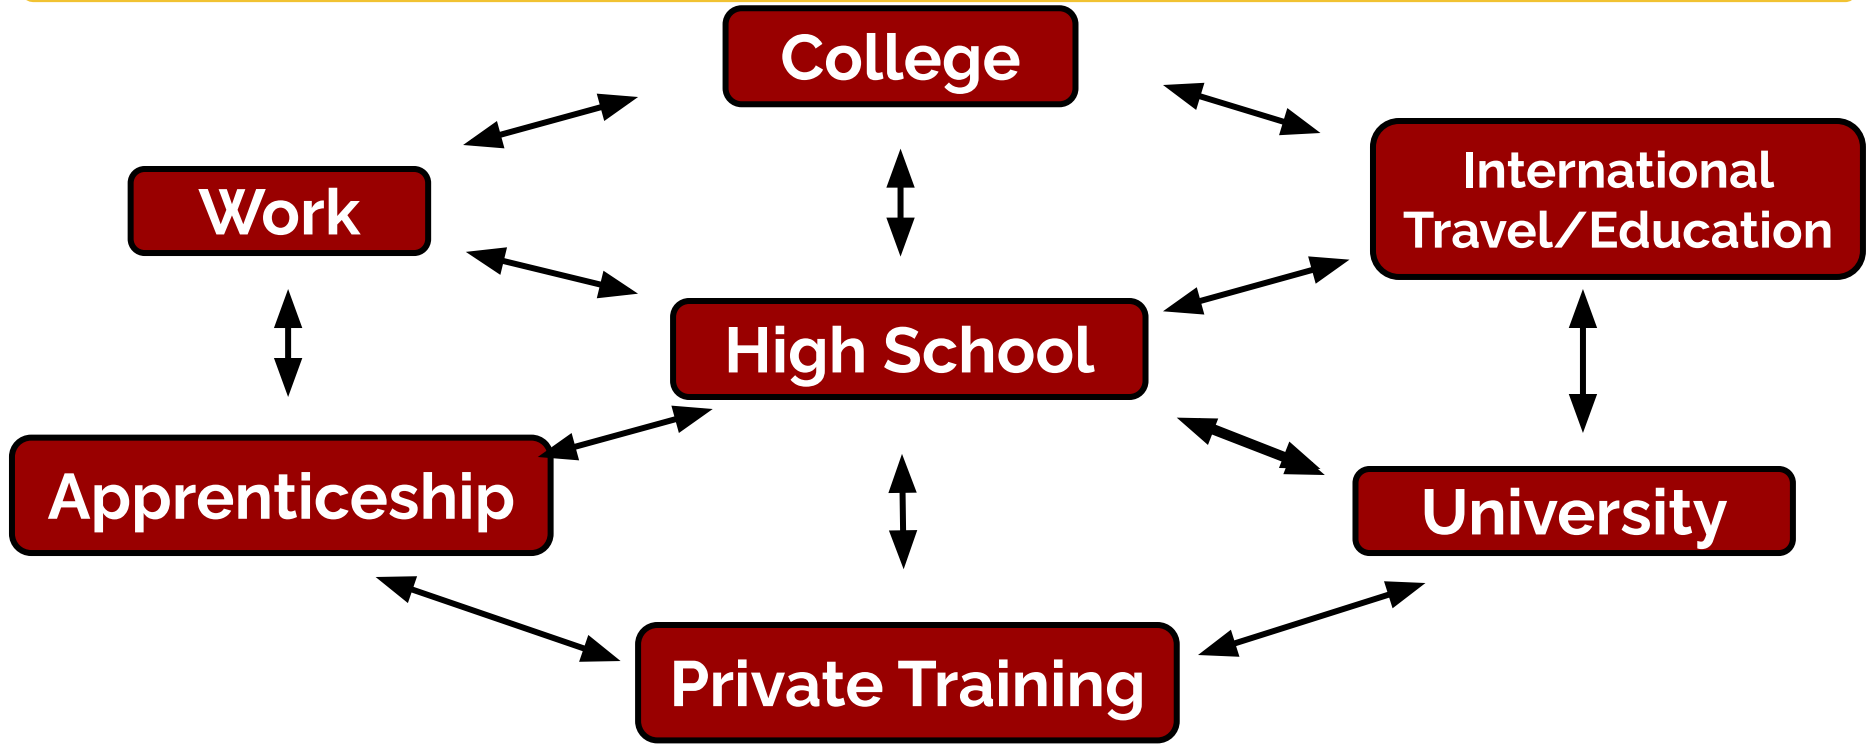 College
Work
International
Travel/Education
High School
Apprenticeship
University
Private Training